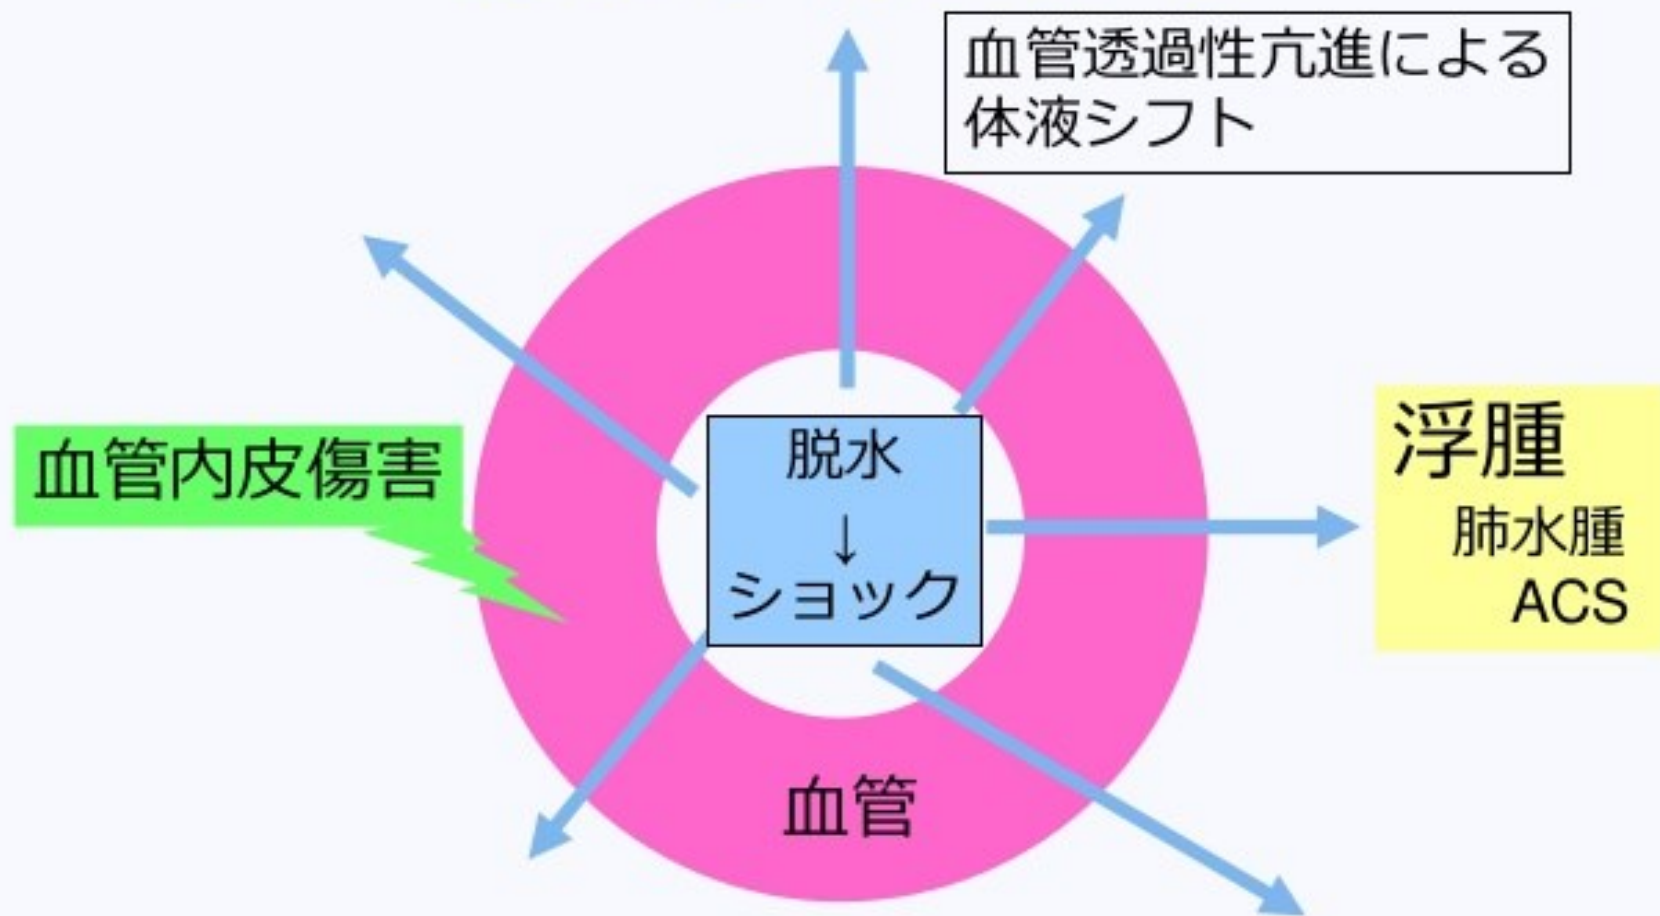 血管透過性亢進による
体液シフト
血管内皮傷害
脱水
↓
ショック
浮腫
肺水腫
ACS
血管